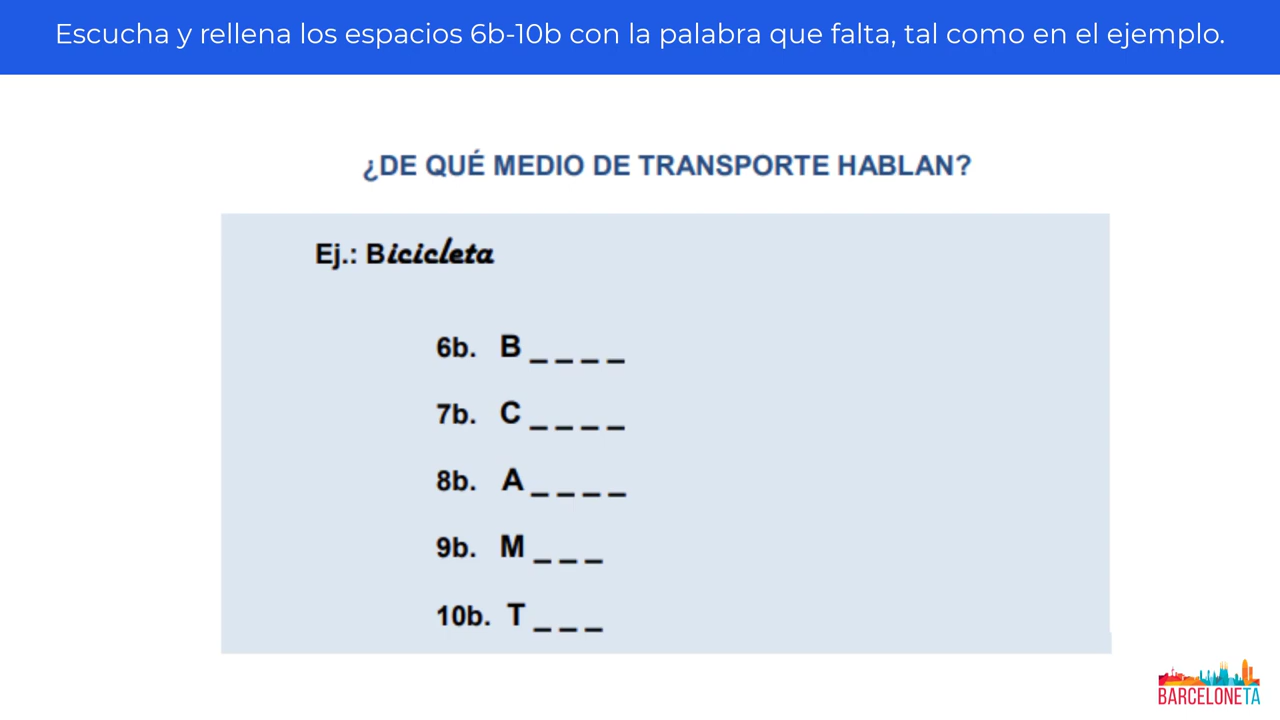 Escucha y rellena los espacios 6b-10b con la palabra que falta, tal como en el ejemplo.
¿DE QUÉ MEDIO DE TRANSPORTE HABLAN?
Ej.: Bicicleta
6b. B _ _ _ _
7b. C _ _ _ _
8b. A _ _ _ _
9b. M _ _ _
10b. T _ _ _
BARCELONETA